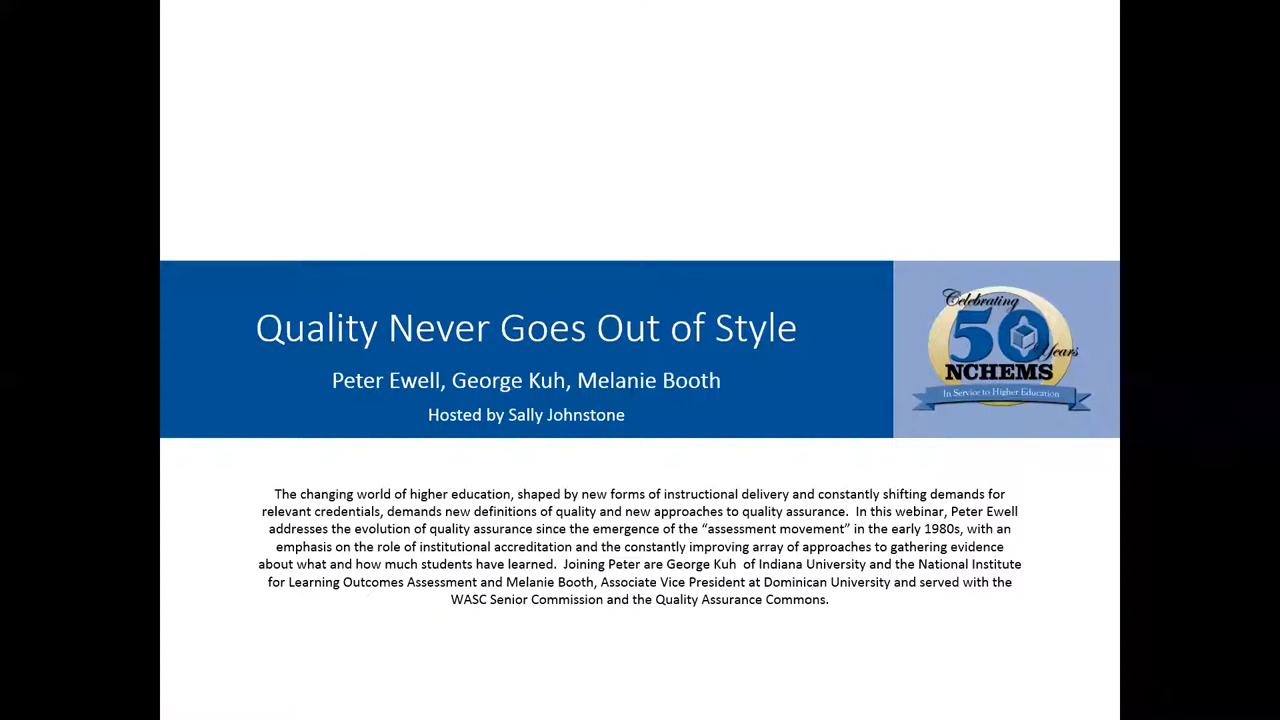 Quality Never Goes Out of Style
Peter Ewell, George Kuh, Melanie Booth
Hosted by Sally Johnstone
Celebrating
50
Years
NCHEMS
In Service to Higher Education
The changing world of higher education, shaped by new forms of instructional delivery and constantly shifting demands for
relevant credentials, demands new definitions of quality and new approaches to quality assurance.  In this webinar, Peter Ewell
addresses the evolution of quality assurance since the emergence of the “assessment movement” in the early 1980s, with an
emphasis on the role of institutional accreditation and the constantly improving array of approaches to gathering evidence
about what and how much students have learned.  Joining Peter are George Kuh  of Indiana University and the National Institute
for Learning Outcomes Assessment and Melanie Booth, Associate Vice President at Dominican University and served with the
WASC Senior Commission and the Quality Assurance Commons.